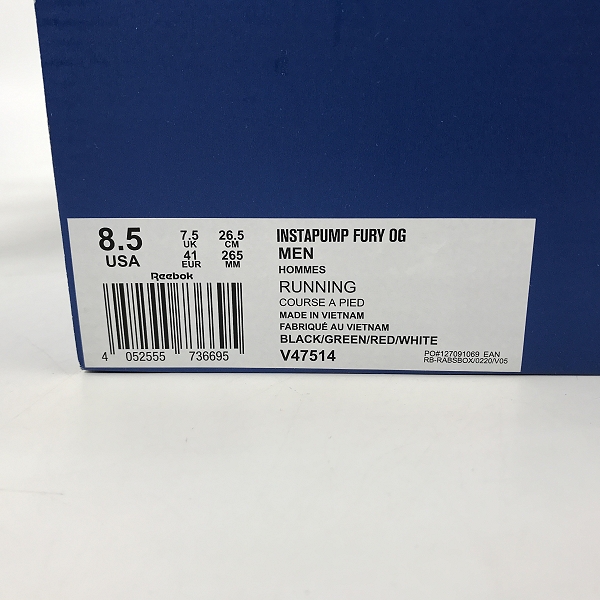 8.5
USA
7.5
UK
41
EUR
26.5
CM
265
MM
Reebok
4 052555 736695
INSTAPUMP FURY OG
MEN
HOMMES
RUNNING
COURSE A PIED
MADE IN VIETNAM
FABRIQUÉ AU VIETNAM
BLACK/GREEN/RED/WHITE
V47514
PO#127091069 EAN
RB-RABSBOX/0220/V05